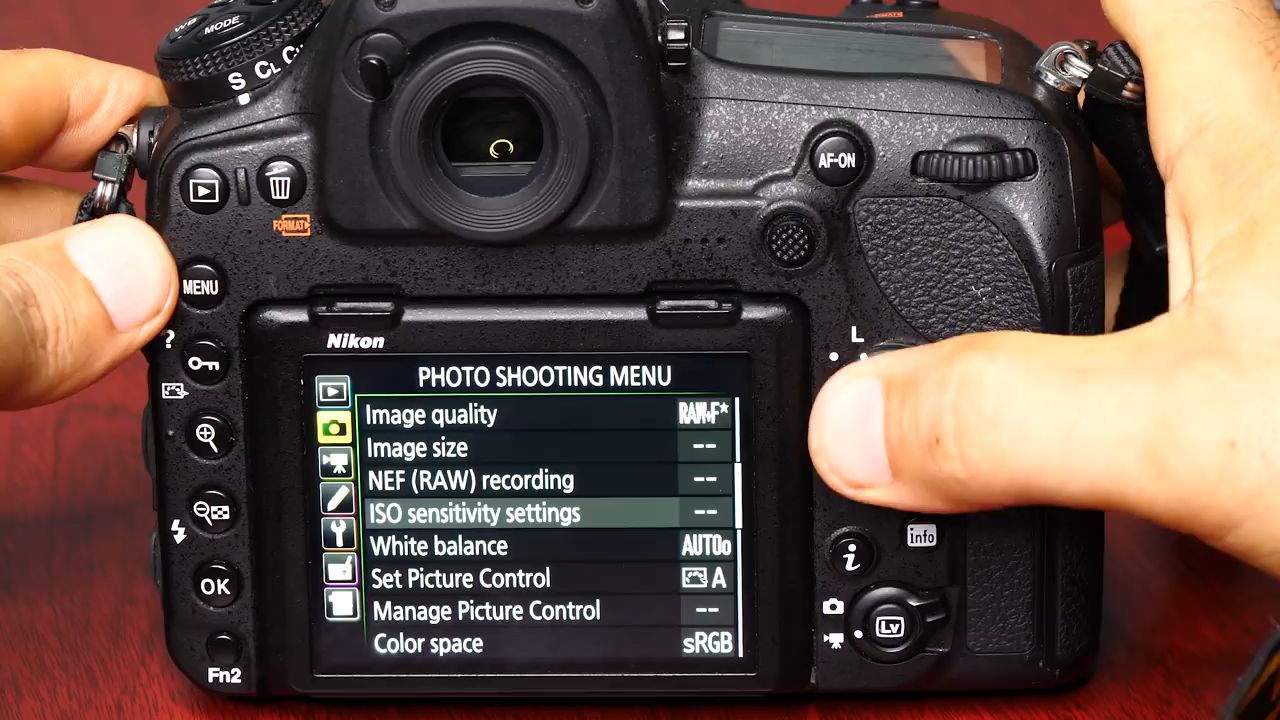 WB
MODE
S CL CH
FORMAT
AF-ON
FORMAT
MENU
?
L
Nikon
PHOTO SHOOTING MENU
Image quality RAW+F*
Image size --
NEF (RAW) recording --
ISO sensitivity settings --
White balance AUTO0
Set Picture Control A
Manage Picture Control --
Color space sRGB
OK
info
i
Lv
Fn2